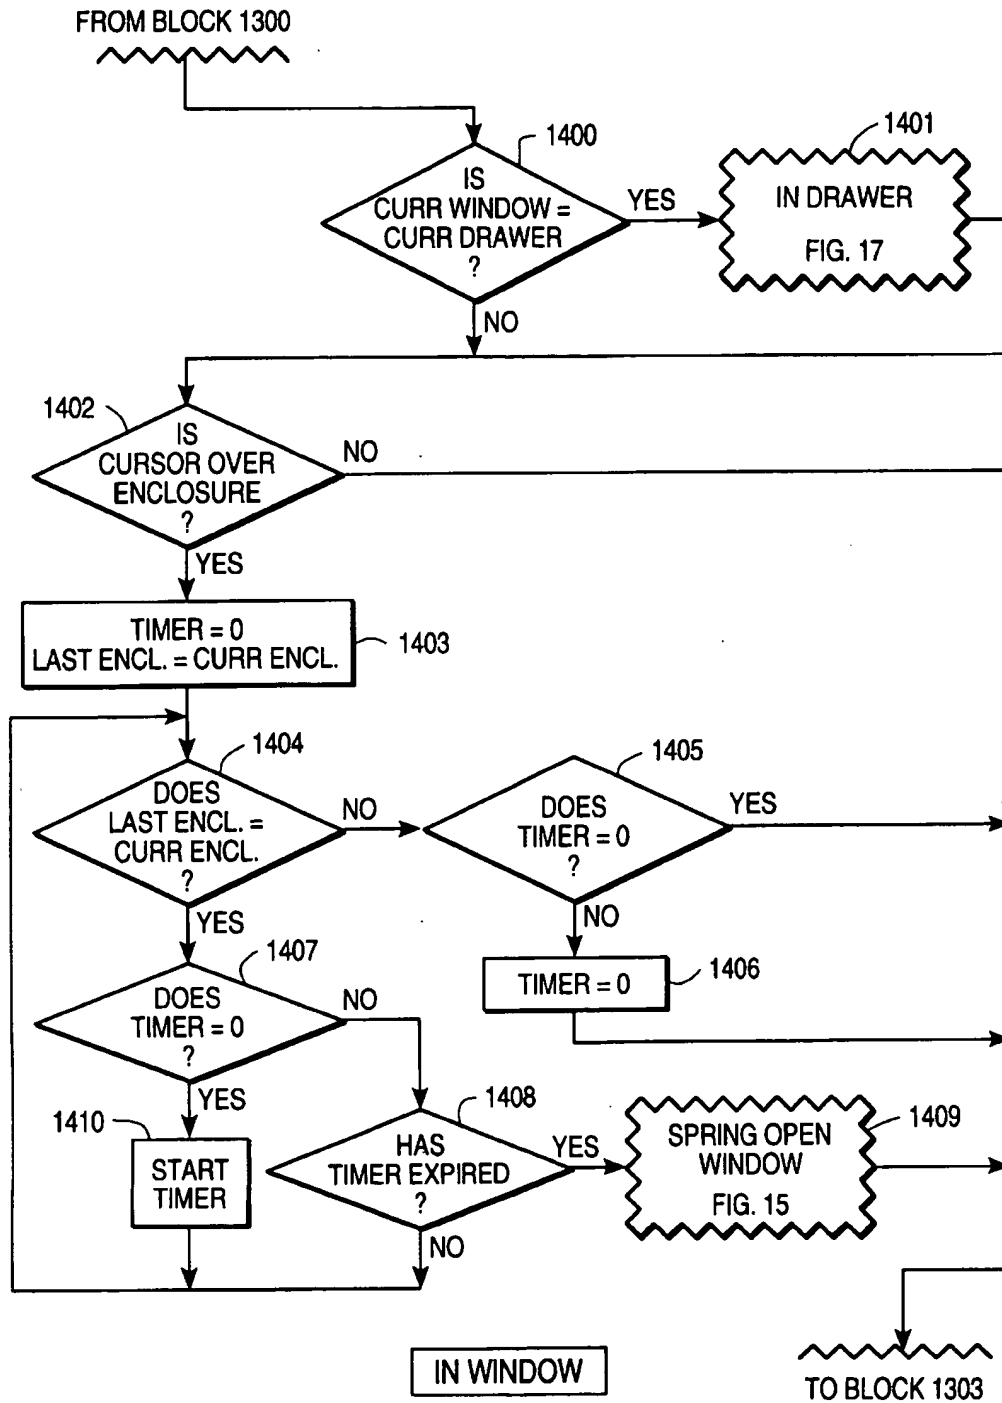 FROM BLOCK 1300
1400
IS
CURR WINDOW =
CURR DRAWER
?
YES
1401
IN DRAWER
FIG. 17
NO
1402
IS
CURSOR OVER
ENCLOSURE
?
NO
YES
TIMER = 0
LAST ENCL. = CURR ENCL.
1403
1404
DOES
LAST ENCL. =
CURR ENCL.
?
NO
1405
DOES
TIMER = 0
?
YES
YES
NO
1407
DOES
TIMER = 0
?
NO
TIMER = 0
1406
YES
1410
START
TIMER
1408
HAS
TIMER EXPIRED
?
YES
1409
SPRING OPEN
WINDOW
FIG. 15
NO
IN WINDOW
TO BLOCK 1303